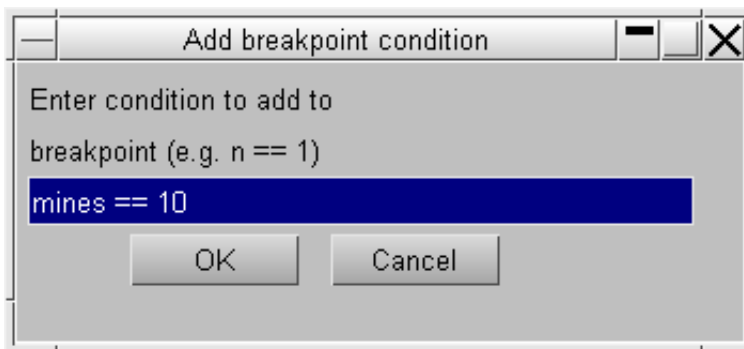 Add breakpoint condition
Enter condition to add to
breakpoint (e.g. n == 1)
mines == 10
OK Cancel